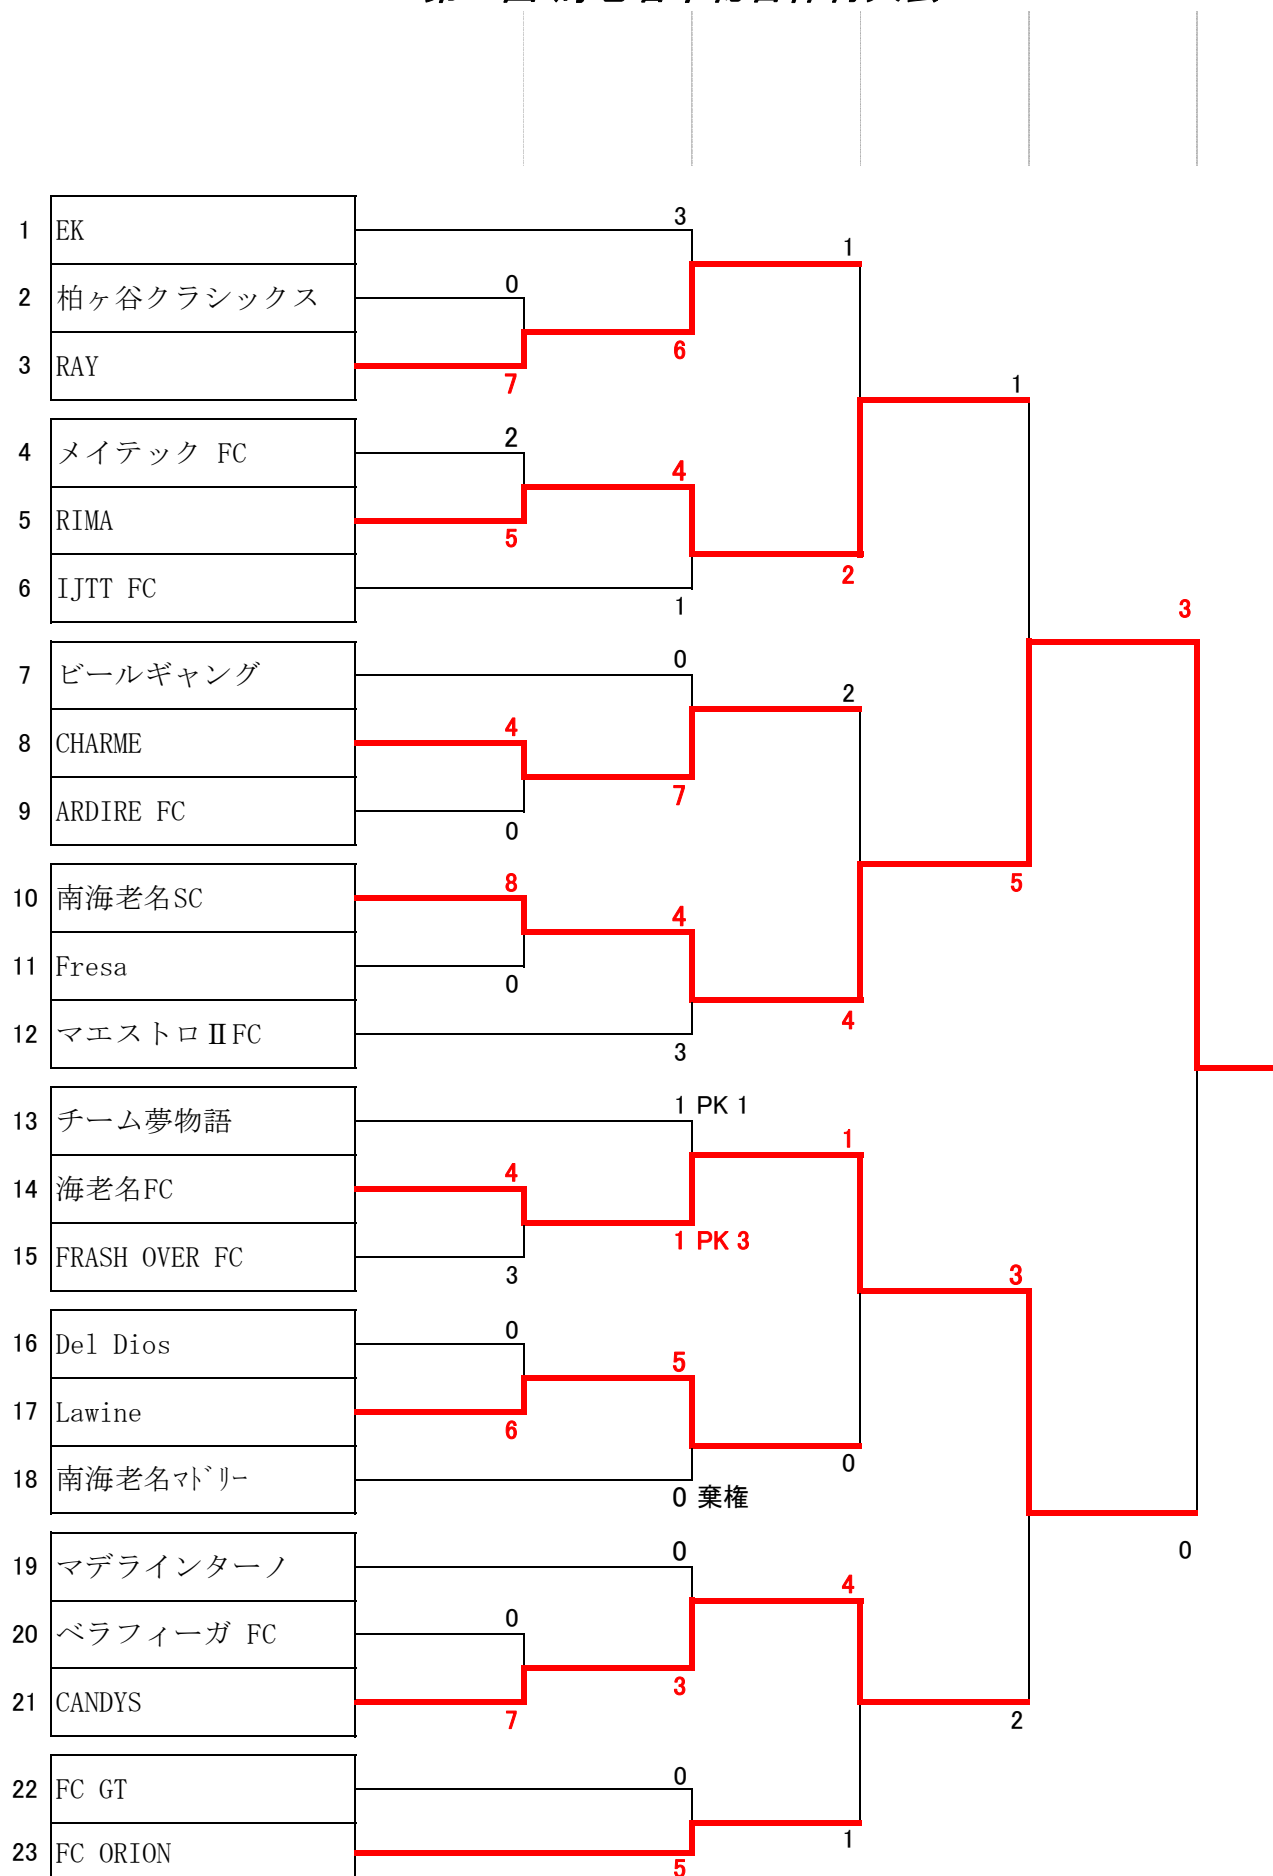 1 EK 3
1
2 柏ヶ谷クラシックス 0
3 RAY 7
6
1
4 メイテック FC 2
4
5 RIMA 5
2
6 IJTT FC 1
3
7 ビールギャング 0
2
8 CHARME 4
7
9 ARDIRE FC 0
10 南海老名SC 8
5
4
11 Fresa 0
4
12 マエストロⅡFC 3
13 チーム夢物語 1 PK 1
1
14 海老名FC 4
1 PK 3
15 FRASH OVER FC 3
3
16 Del Dios 0
5
17 Lawine 6
0
18 南海老名マドリー 0 棄権
19 マデラインターノ 0
0
4
20 ベラフィーガ FC 0
3
21 CANDYS 7
2
22 FC GT 0
1
23 FC ORION 5